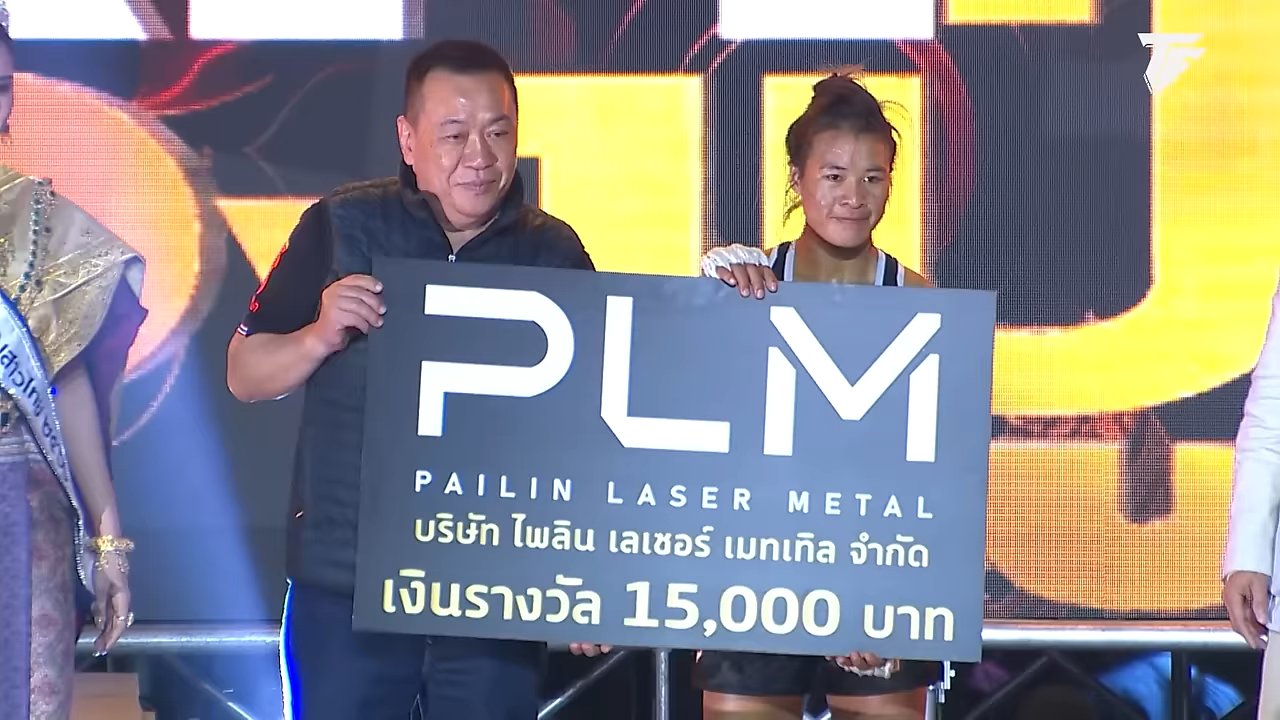 PLM
PAILIN LASER METAL
บริษัท ไพลิน เลเซอร์ เมทเทิล จำกัด
เงินรางวัล 15,000 บาท